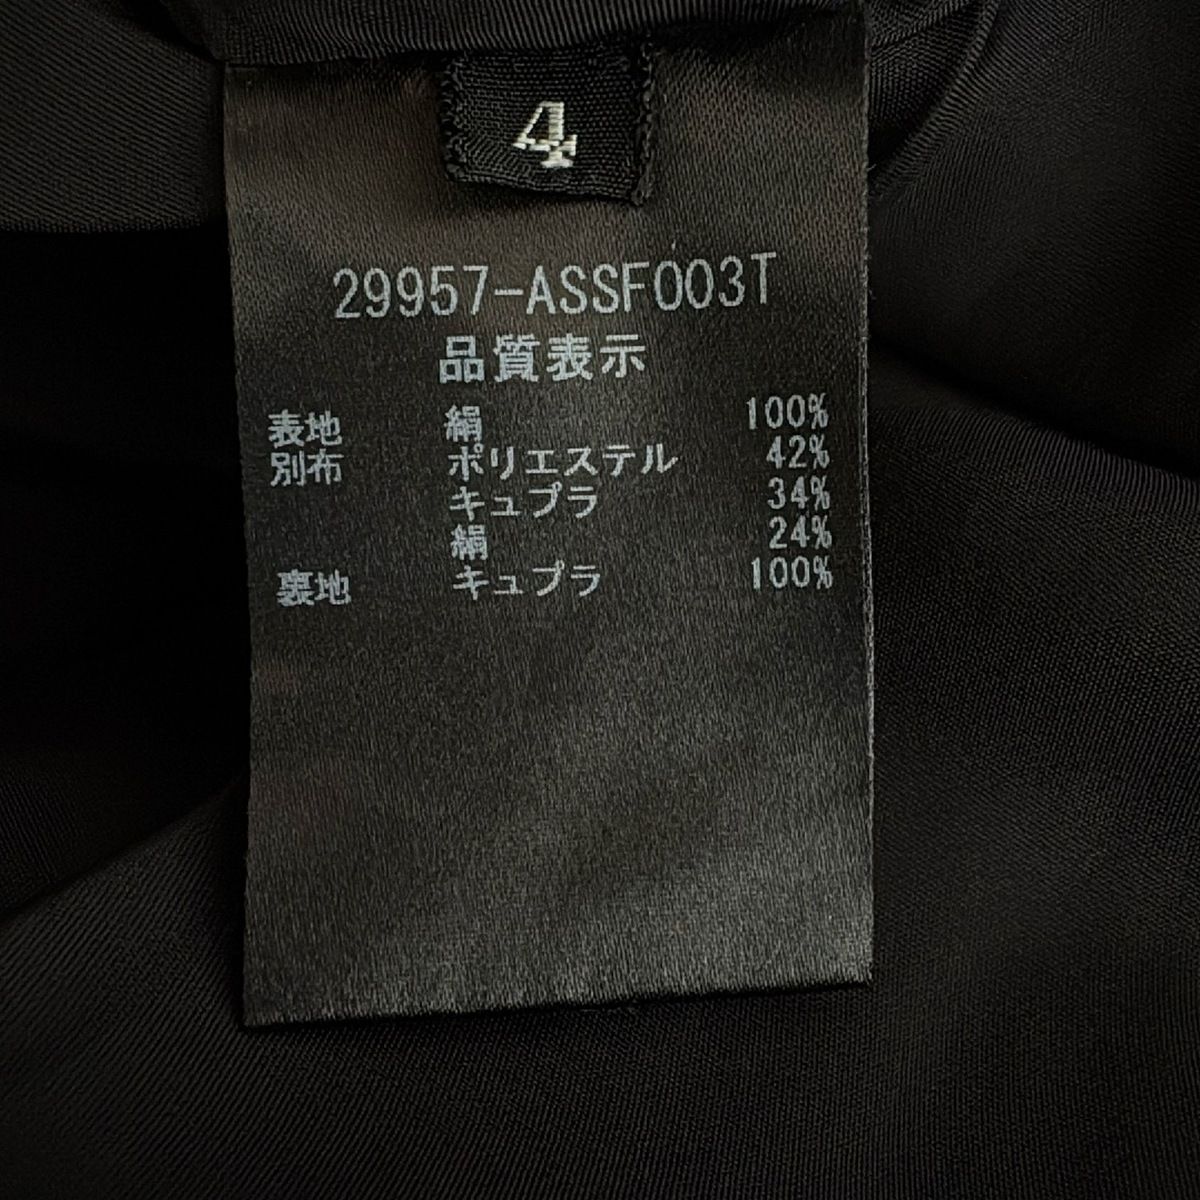 4
29957-ASSF003T
品質表示
表地 絹 100%
別布 ポリエステル 42%
キュプラ 34%
絹 24%
裏地 キュプラ 100%